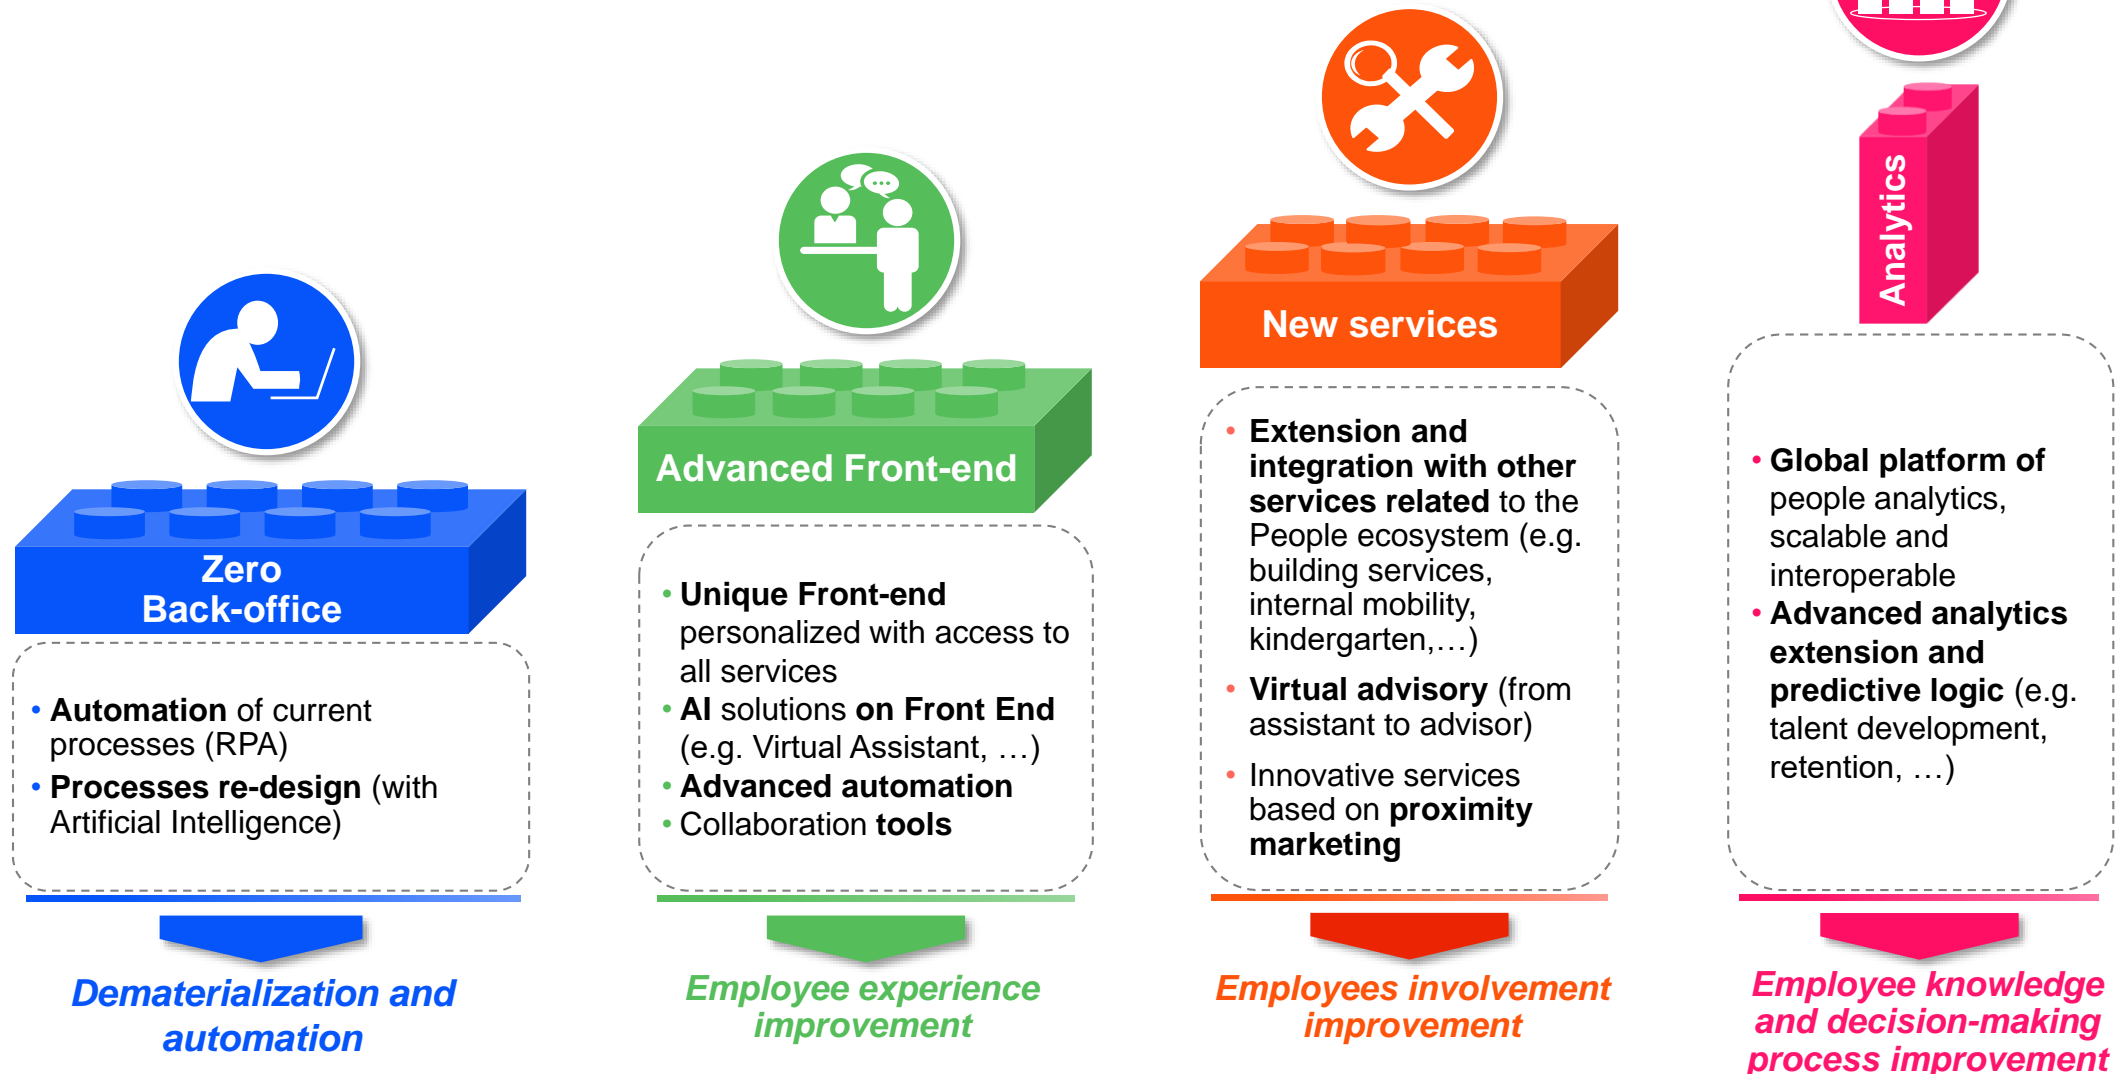 Zero
Back-office
• Automation of current
processes (RPA)
• Processes re-design (with
Artificial Intelligence)
Dematerialization and
automation
Advanced Front-end
• Unique Front-end
personalized with access to
all services
• AI solutions on Front End
(e.g. Virtual Assistant, …)
• Advanced automation
• Collaboration tools
Employee experience
improvement
New services
• Extension and
integration with other
services related to the
People ecosystem (e.g.
building services,
internal mobility,
kindergarten,…)
• Virtual advisory (from
assistant to advisor)
• Innovative services
based on proximity
marketing
Employees involvement
improvement
Analytics
• Global platform of
people analytics,
scalable and
interoperable
• Advanced analytics
extension and
predictive logic (e.g.
talent development,
retention, …)
Employee knowledge
and decision-making
process improvement